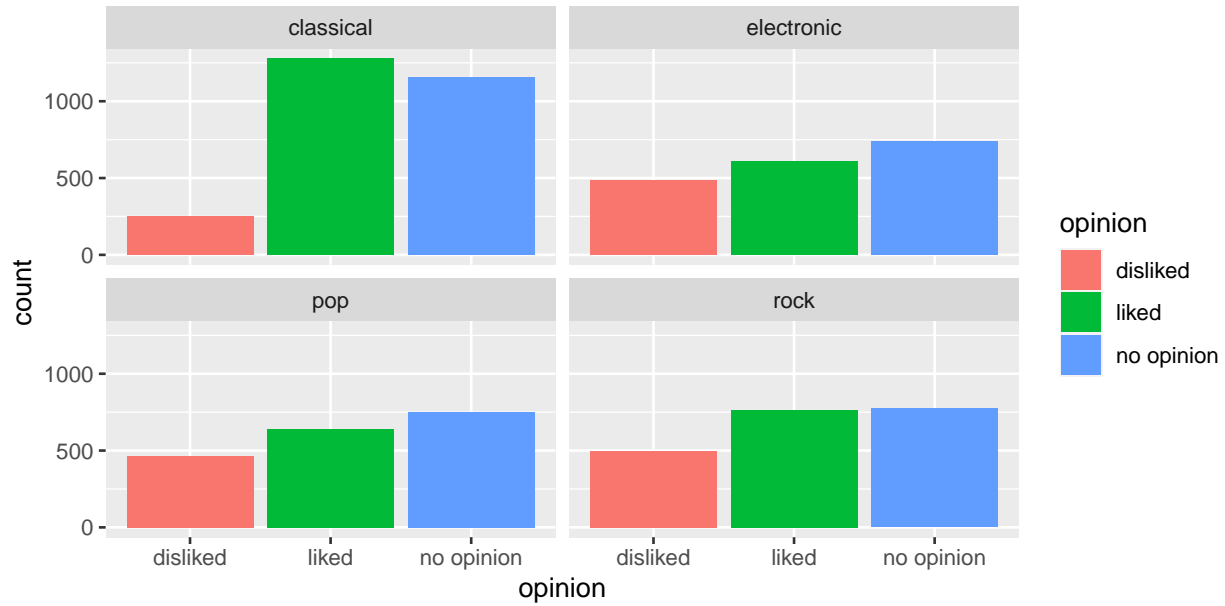 classical
electronic
1000
500
0
pop
rock
1000
500
0
count
disliked liked no opinion
disliked liked no opinion
opinion
opinion
disliked
liked
no opinion